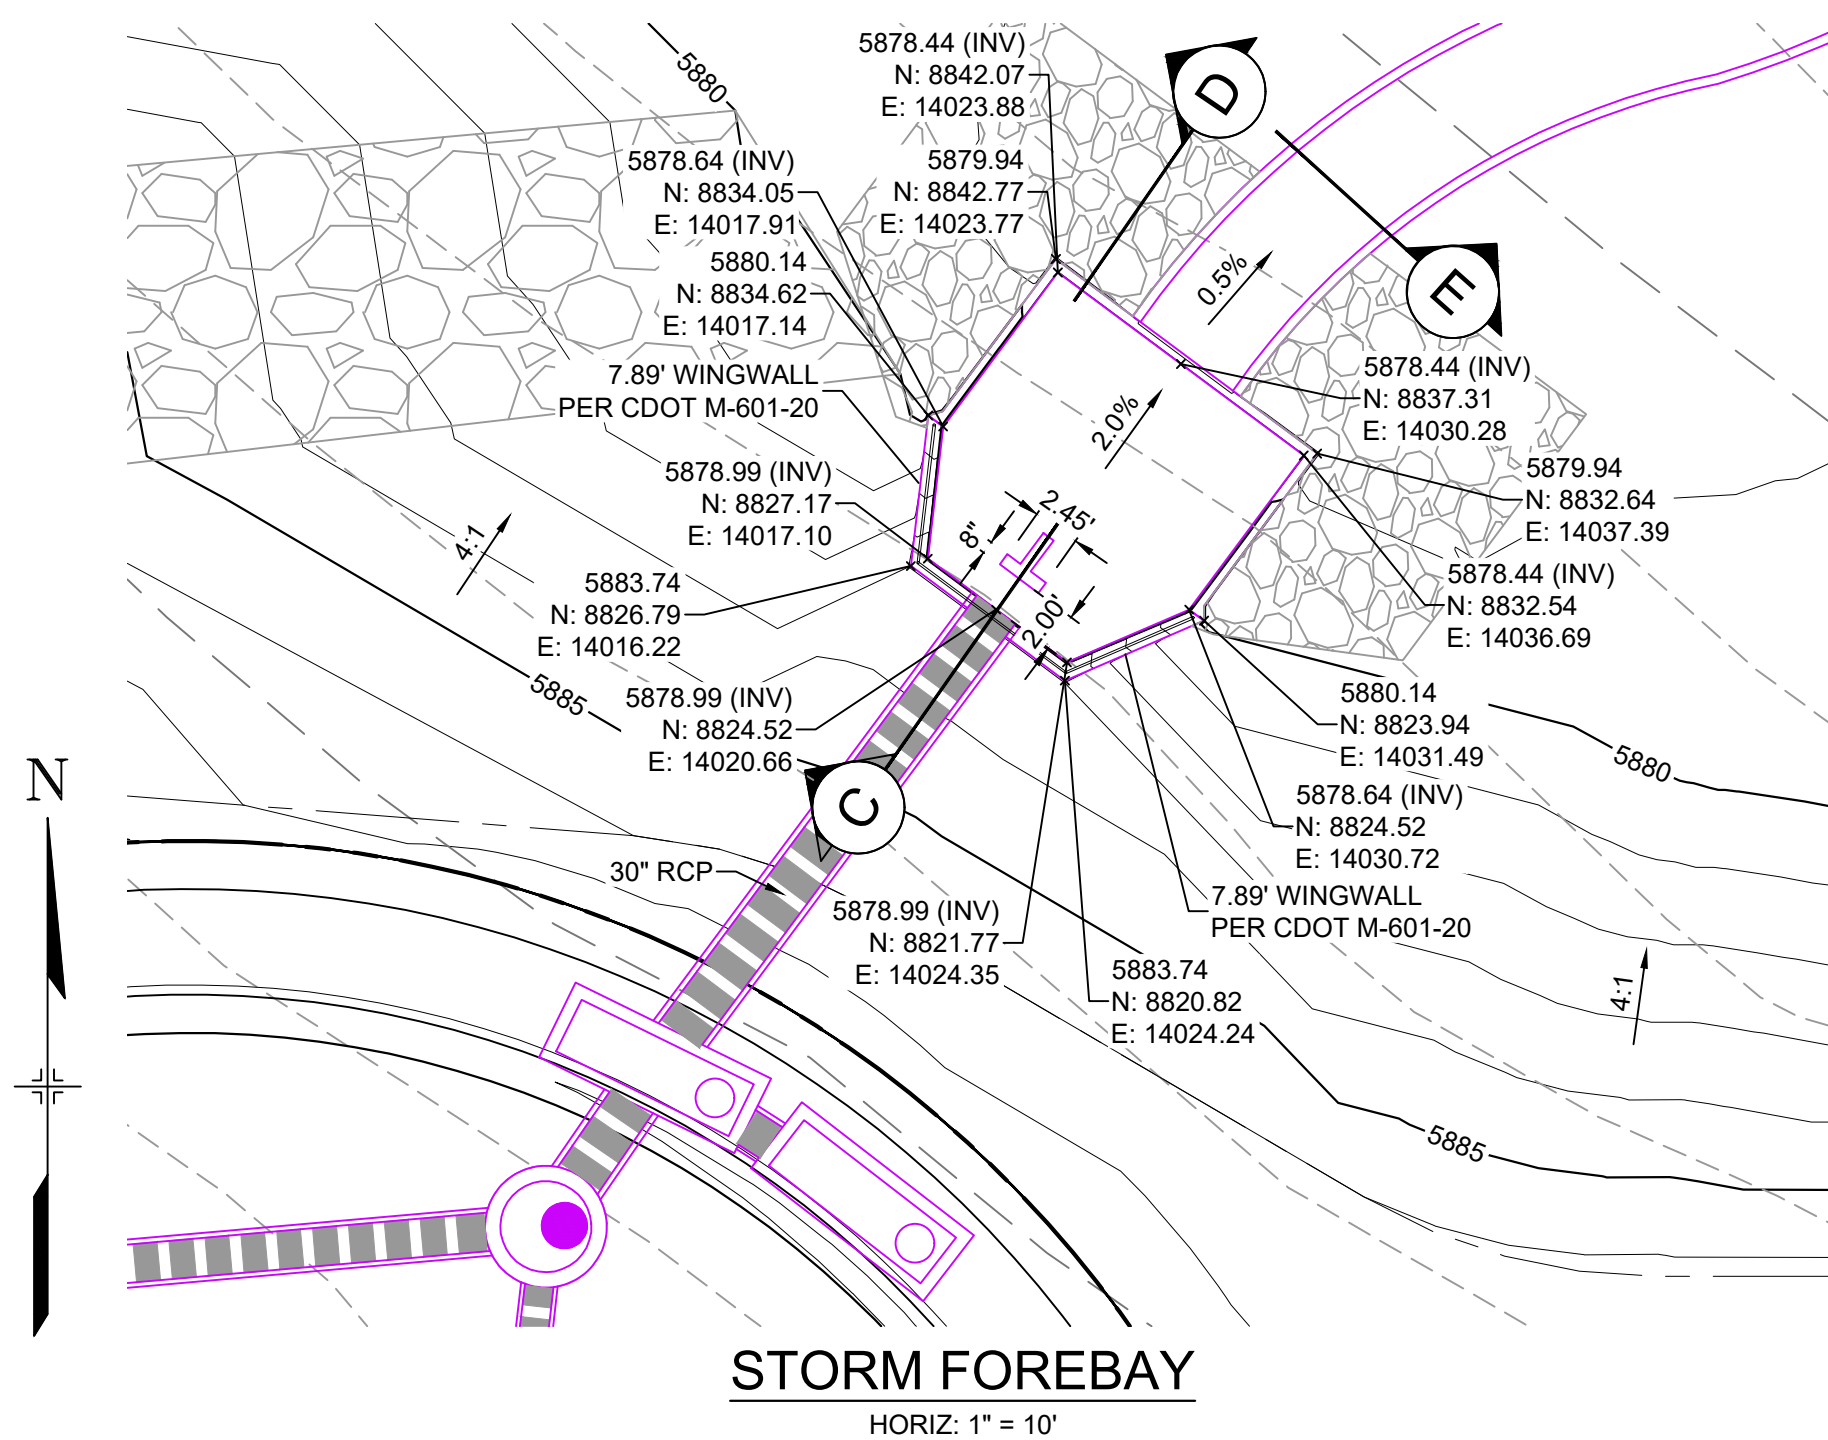 5878.44 (INV)
N: 8842.07
E: 14023.88
5880
D
5878.64 (INV)
N: 8834.05
E: 14017.91
5879.94
N: 8842.77
E: 14023.77
5880.14
N: 8834.62
E: 14017.14
0.5%
E
7.89' WINGWALL
PER CDOT M-601-20
5878.44 (INV)
N: 8837.31
E: 14030.28
2.0%
5878.99 (INV)
N: 8827.17
E: 14017.10
5879.94
N: 8832.64
E: 14037.39
4:1
8"
2.45'
5883.74
N: 8826.79
E: 14016.22
2.00'
5878.44 (INV)
N: 8832.54
E: 14036.69
5885
5878.99 (INV)
N: 8824.52
E: 14020.66
5880.14
N: 8823.94
E: 14031.49
5880
N
C
5878.64 (INV)
N: 8824.52
E: 14030.72
30" RCP
5878.99 (INV)
N: 8821.77
E: 14024.35
7.89' WINGWALL
PER CDOT M-601-20
5883.74
N: 8820.82
E: 14024.24
4:1
5885
STORM FOREBAY
HORIZ: 1" = 10'